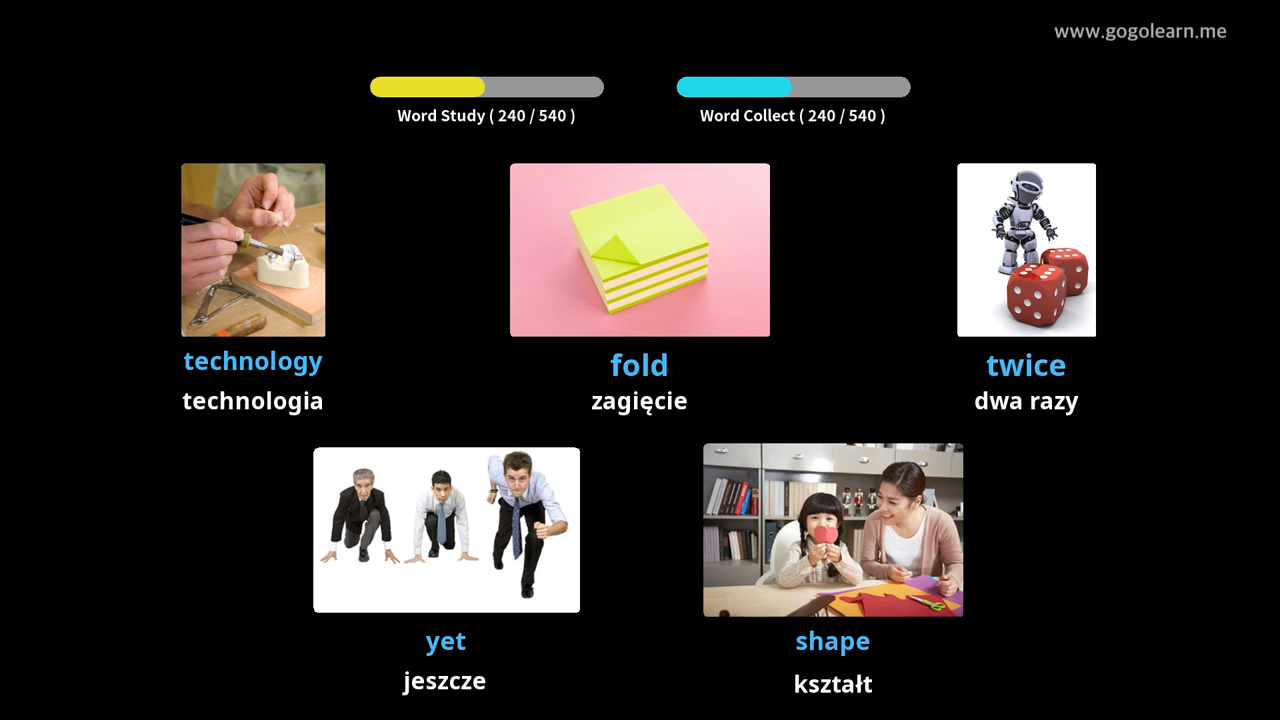 www.gogolearn.me
Word Study ( 240 / 540 )
Word Collect ( 240 / 540 )
technology
technologia
fold
zagięcie
twice
dwa razy
yet
jeszcze
shape
kształt